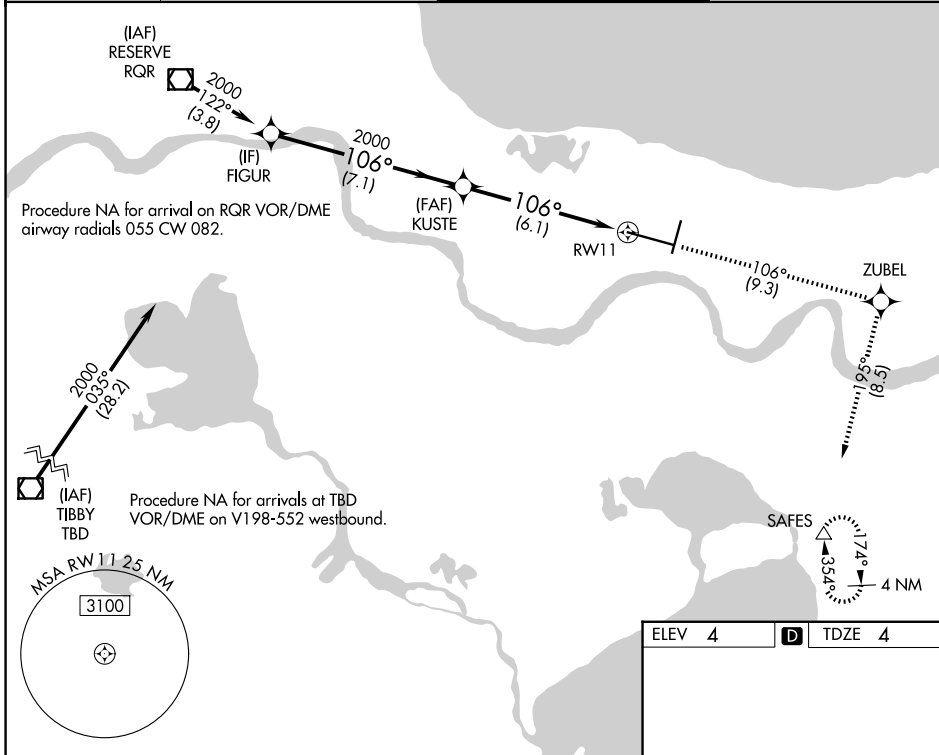 (IAF)
RESERVE
RQR
2000
122°
(3.8)
(IF)
FIGUR
2000
106°
(7.1)
(FAF)
KUSTE
106°
(6.1)
RW11
106°
(9.3)
ZUBEL
195°
(8.5)
Procedure NA for arrival on RQR VOR/DME
airway radials 055 CW 082.
2000
035°
(28.2)
(IAF)
TIBBY
TBD
Procedure NA for arrivals at TBD
VOR/DME on V198-552 westbound.
SAFES
174°
354°
4 NM
MSA RW11 25 NM
3100
ELEV 4
D
TDZE 4